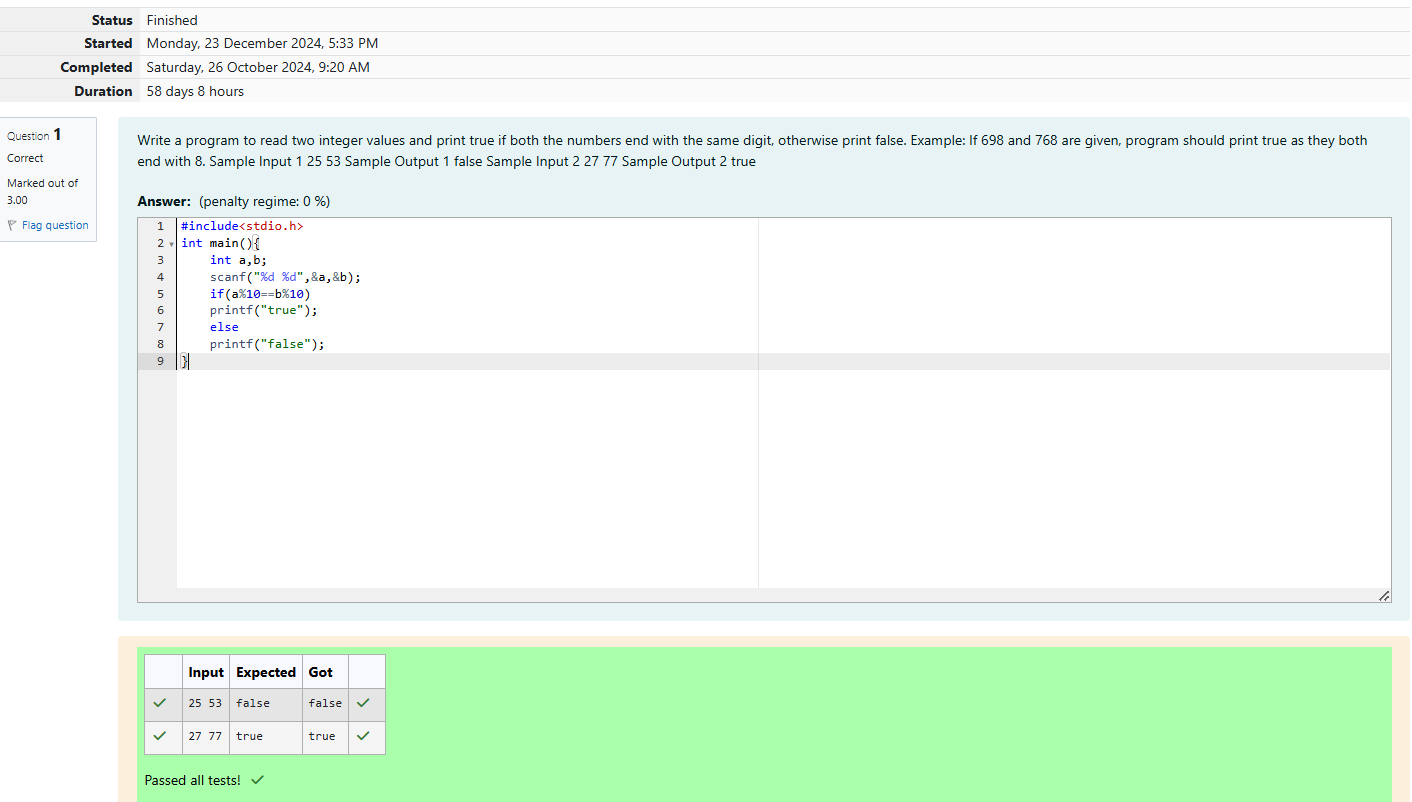 Status Finished
Started Monday, 23 December 2024, 5:33 PM
Completed Saturday, 26 October 2024, 9:20 AM
Duration 58 days 8 hours
Question 1
Correct
Marked out of
3.00
Flag question
Write a program to read two integer values and print true if both the numbers end with the same digit, otherwise print false. Example: If 698 and 768 are given, program should print true as they both
end with 8. Sample Input 1 25 53 Sample Output 1 false Sample Input 2 27 77 Sample Output 2 true
Answer: (penalty regime: 0 %)
1 #include<stdio.h>
2 int main(){
3     int a,b;
4     scanf("%d %d",&a,&b);
5     if(a%10==b%10)
6     printf("true");
7     else
8     printf("false");
9 }
Input Expected Got
25 53 false false
27 77 true true
Passed all tests!